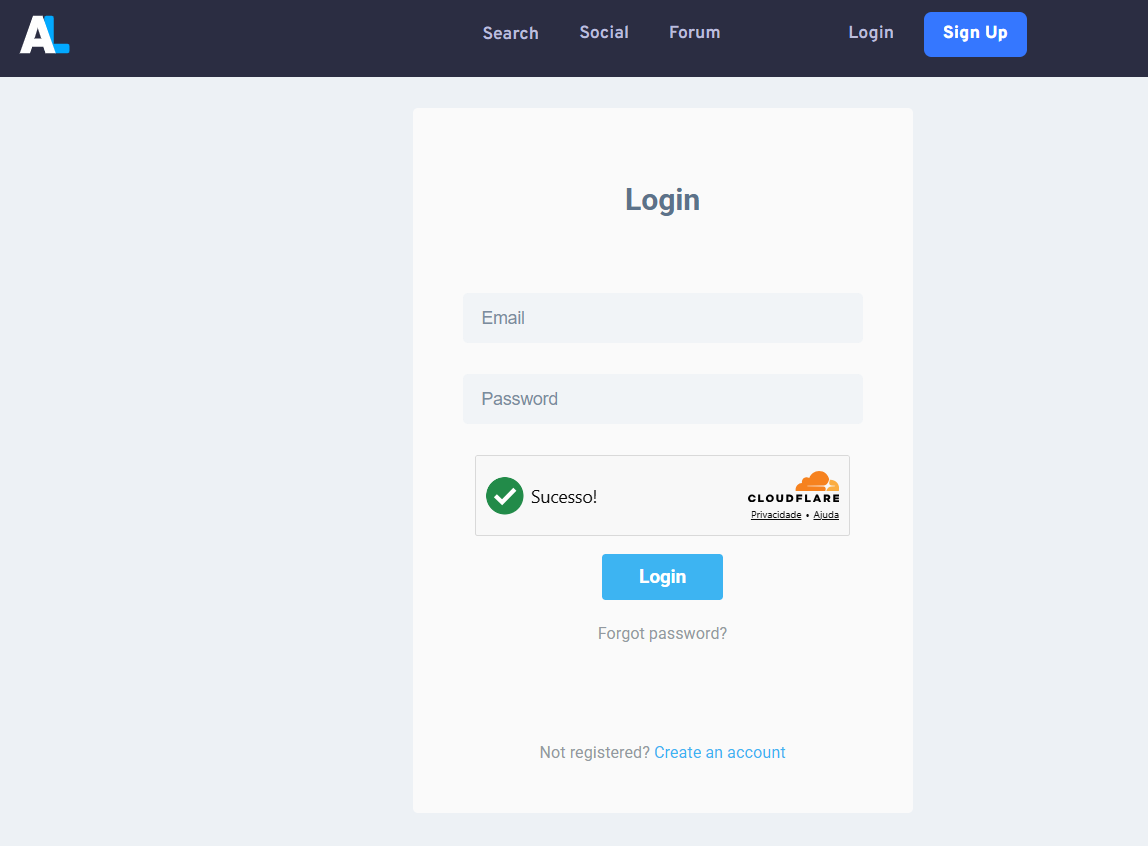 AL
Search Social Forum Login Sign Up
Login
Email
Password
Sucesso!
CLOUDFLARE
Privacidade • Ajuda
Login
Forgot password?
Not registered? Create an account